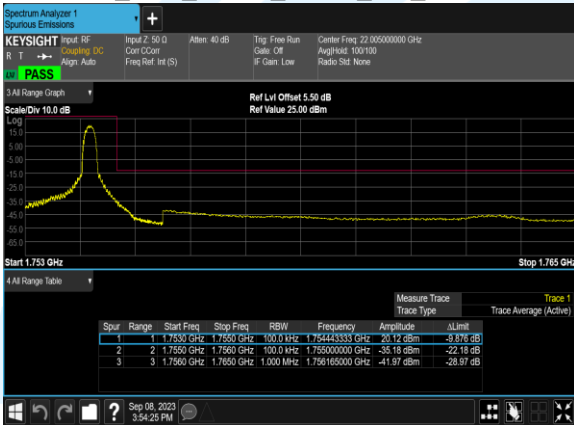 Spectrum Analyzer 1
Spurious Emissions
+
KEYSIGHT Input: RF Input Z: 50 Ω Atten: 40 dB Trig: Free Run Center Freq: 22.005000000 GHz
R T Coupling: DC Corr CCorr Gate: Off Avg|Hold: 100/100
Align: Auto Freq Ref: Int (S) IF Gain: Low Radio Std: None
PASS
3 All Range Graph
Ref Lvl Offset 5.50 dB
Scale/Div 10.0 dB Ref Value 25.00 dBm
Log
15.0
5.00
-5.00
-15.0
-25.0
-35.0
-45.0
-55.0
-65.0
Start 1.753 GHz Stop 1.765 GHz
4 All Range Table
Measure Trace Trace 1
Trace Type Trace Average (Active)
Spur Range Start Freq Stop Freq RBW Frequency Amplitude ΔLimit
1 1 1.7530 GHz 1.7550 GHz 100.0 kHz 1.754443333 GHz 20.12 dBm -9.876 dB
2 2 1.7550 GHz 1.7560 GHz 100.0 kHz 1.755000000 GHz -35.18 dBm -22.18 dB
3 3 1.7560 GHz 1.7650 GHz 1.000 MHz 1.756165000 GHz -41.97 dBm -28.97 dB
? Sep 08, 2023
3:54:25 PM